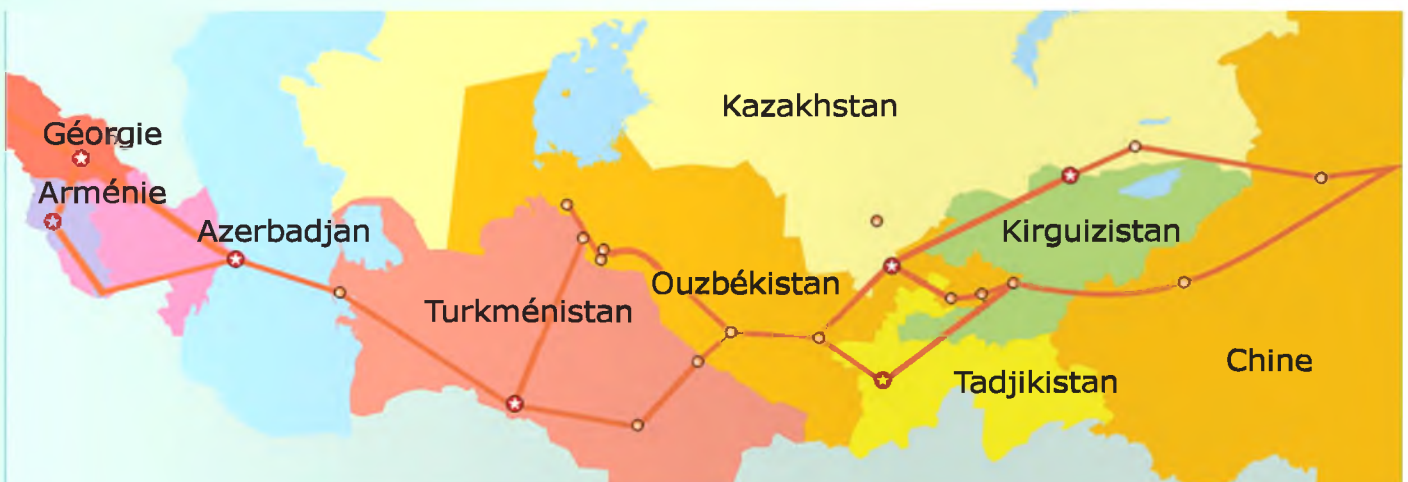 Kazakhstan
Géorgie
Arménie
Azerbadjan
Kirguizistan
Ouzbékistan
Turkménistan
Chine
Tadjikistan